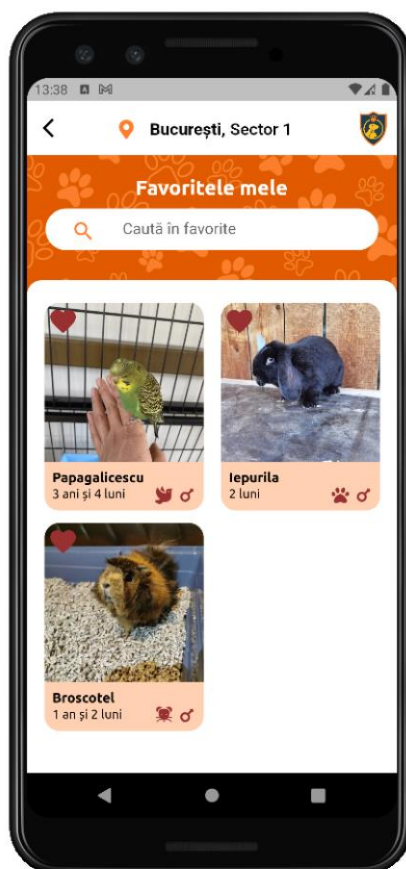 13:38
București, Sector 1
Favoritele mele
Caută în favorite
Papagalicescu
3 ani și 4 luni
Iepurila
2 luni
Broscotel
1 an și 2 luni